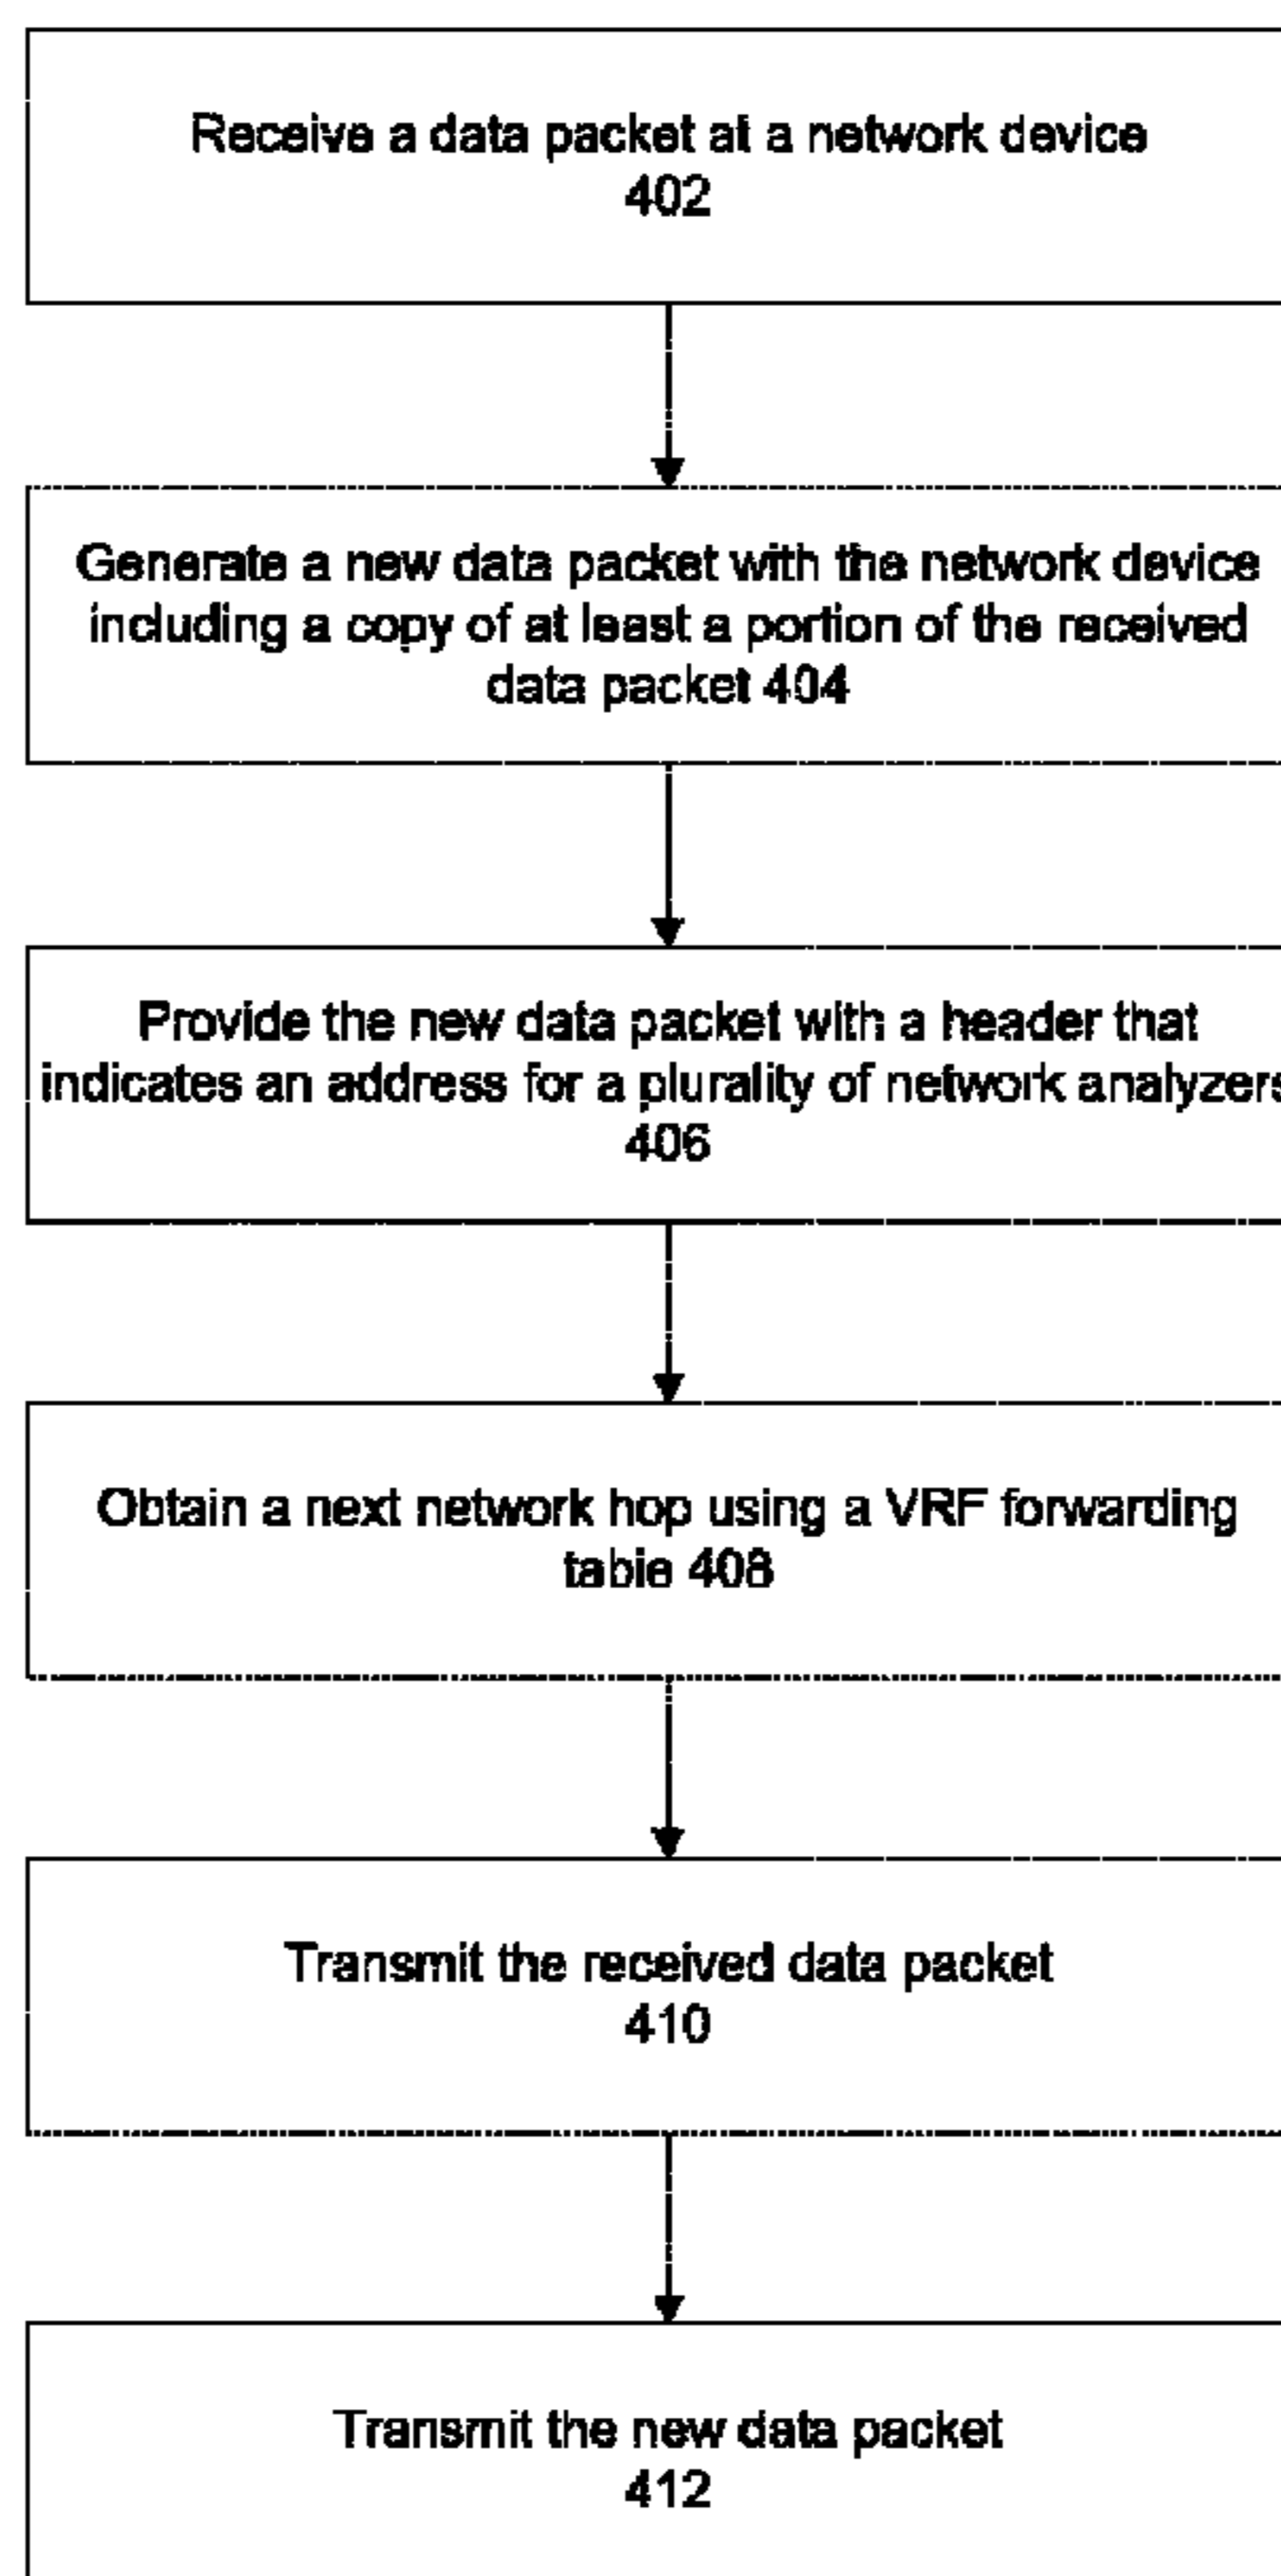 Receive a data packet at a network device
402
Generate a new data packet with the network device
including a copy of at least a portion of the received
data packet 404
Provide the new data packet with a header that
indicates an address for a plurality of network analyzers
406
Obtain a next network hop using a VRF forwarding
table 408
Transmit the received data packet
410
Transmit the new data packet
412